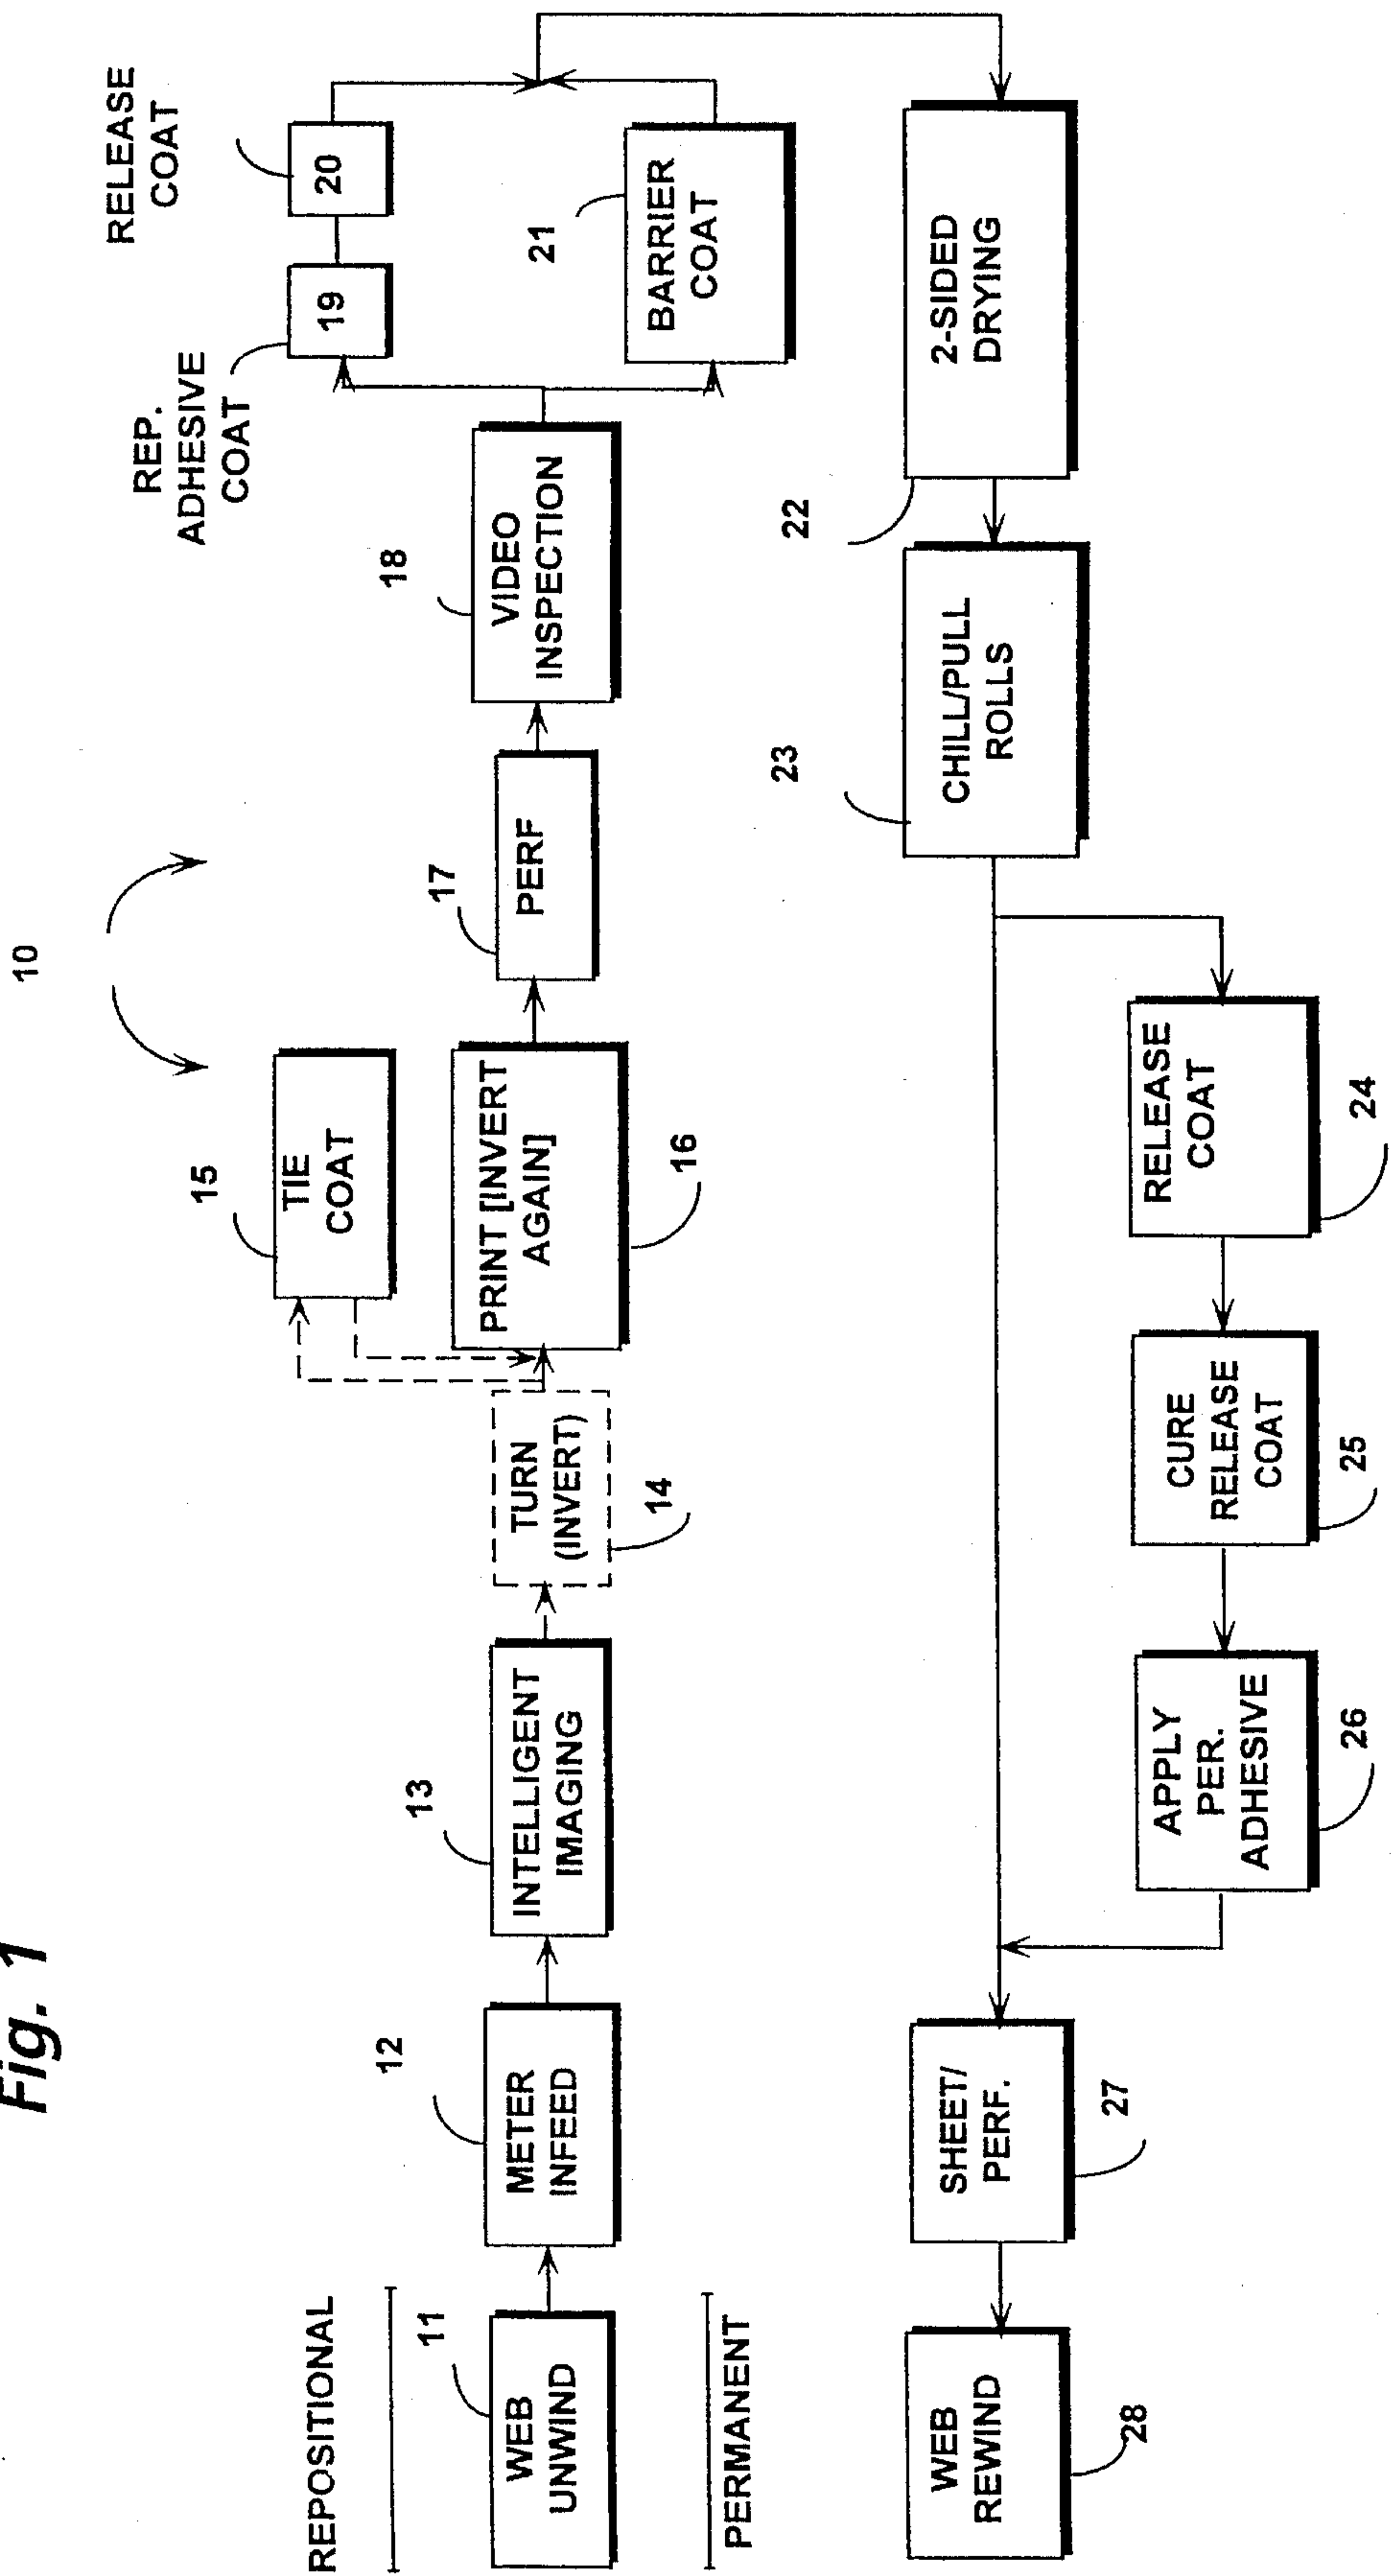 Fig. 1
10
REPOSITIONAL
11
WEB
UNWIND
PERMANENT
12
METER
INFEED
13
INTELLIGENT
IMAGING
TURN
(INVERT)
14
15
TIE
COAT
PRINT [INVERT
AGAIN]
16
17
PERF
18
VIDEO
INSPECTION
REP.
ADHESIVE
COAT
19
RELEASE
COAT
20
21
BARRIER
COAT
22
2-SIDED
DRYING
23
CHILL/PULL
ROLLS
RELEASE
COAT
24
CURE
RELEASE
COAT
25
APPLY
PER.
ADHESIVE
26
SHEET/
PERF.
27
WEB
REWIND
28